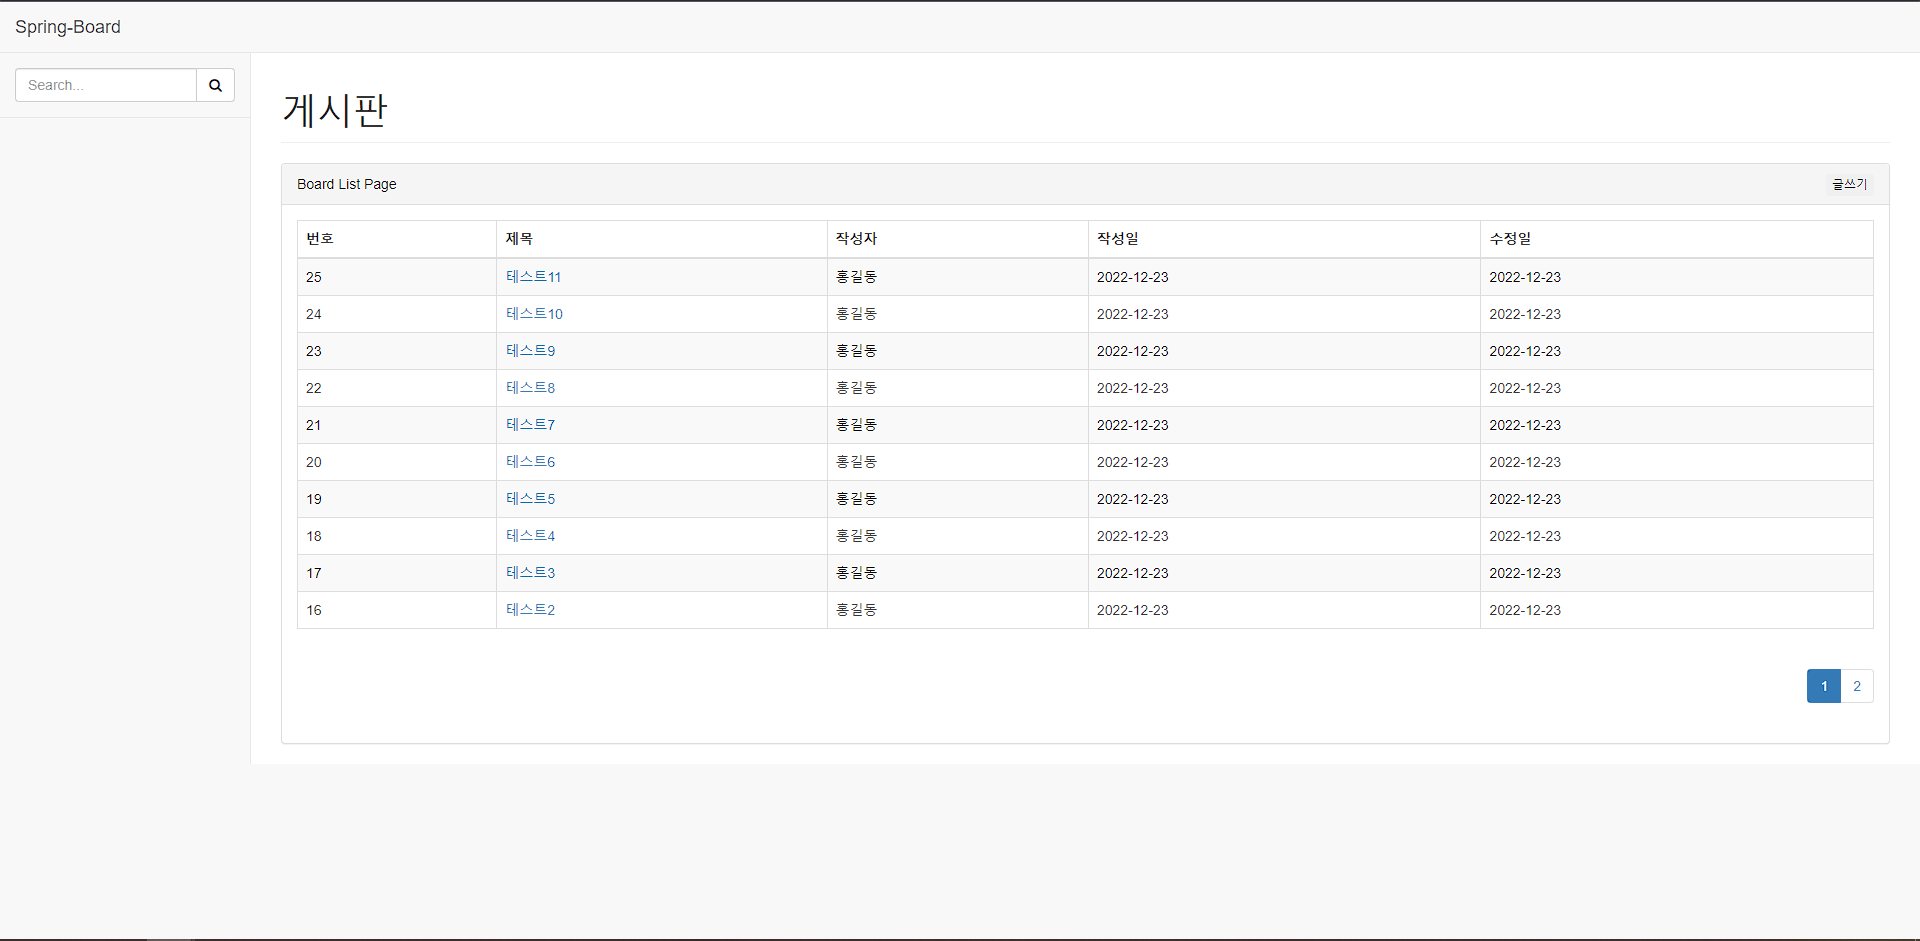 Spring-Board
Search...
게시판
Board List Page 글쓰기
번호 제목 작성자 작성일 수정일
25 테스트11 홍길동 2022-12-23 2022-12-23
24 테스트10 홍길동 2022-12-23 2022-12-23
23 테스트9 홍길동 2022-12-23 2022-12-23
22 테스트8 홍길동 2022-12-23 2022-12-23
21 테스트7 홍길동 2022-12-23 2022-12-23
20 테스트6 홍길동 2022-12-23 2022-12-23
19 테스트5 홍길동 2022-12-23 2022-12-23
18 테스트4 홍길동 2022-12-23 2022-12-23
17 테스트3 홍길동 2022-12-23 2022-12-23
16 테스트2 홍길동 2022-12-23 2022-12-23
1 2